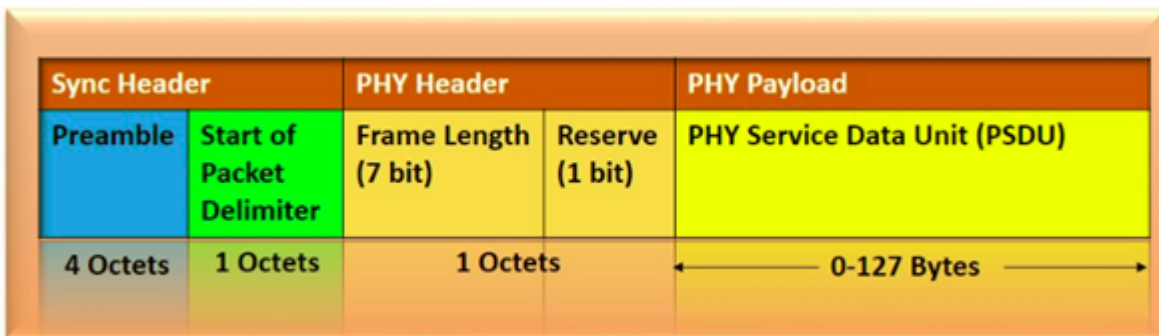 Sync Header
PHY Header
PHY Payload
Preamble
Start of
Packet
Delimiter
Frame Length
(7 bit)
Reserve
(1 bit)
PHY Service Data Unit (PSDU)
4 Octets
1 Octets
1 Octets
0-127 Bytes